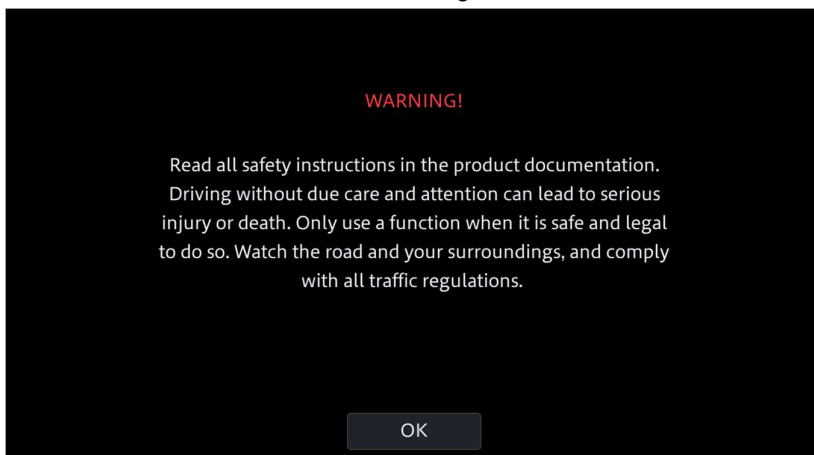 WARNING!
Read all safety instructions in the product documentation.
Driving without due care and attention can lead to serious
injury or death. Only use a function when it is safe and legal
to do so. Watch the road and your surroundings, and comply
with all traffic regulations.
OK